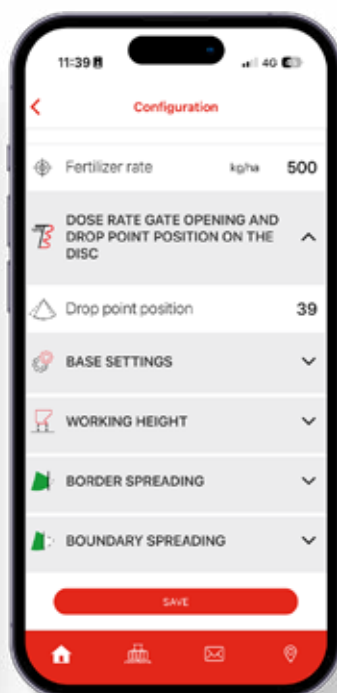 11:39
4G
Configuration
Fertilizer rate kg/ha 500
DOSE RATE GATE OPENING AND
DROP POINT POSITION ON THE
DISC
Drop point position 39
BASE SETTINGS
WORKING HEIGHT
BORDER SPREADING
BOUNDARY SPREADING
SAVE